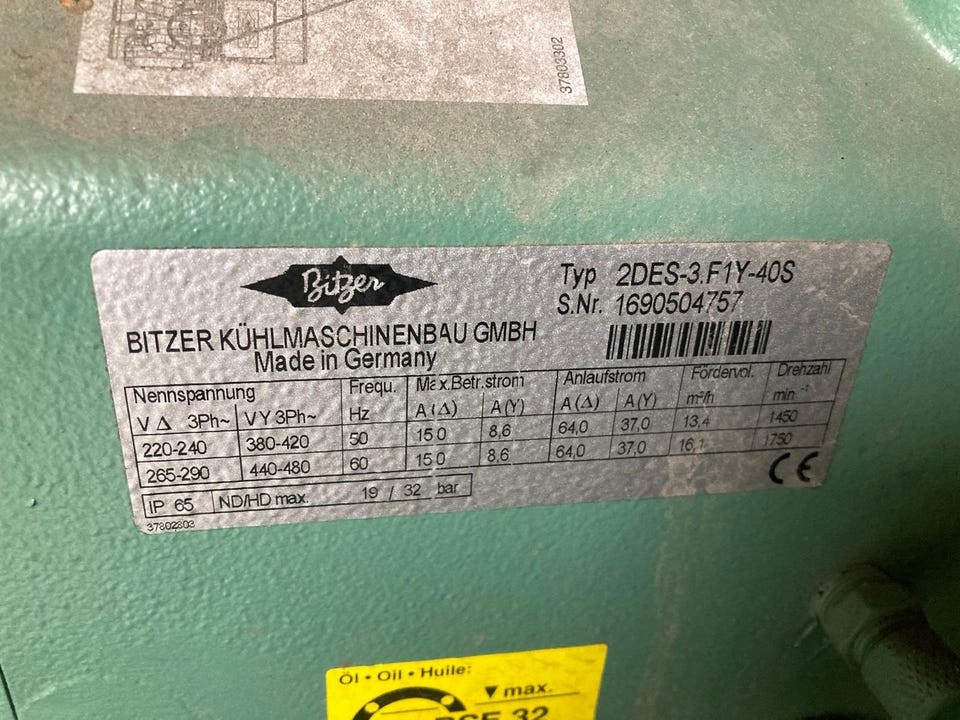 37803302
Bitzer
Typ 2DES-3.F1Y-40S
S.Nr. 1690504757
BITZER KÜHLMASCHINENBAU GMBH
Made in Germany
Nennspannung Frequ. Max.Betr.strom Anlaufstrom Fördervol. Drehzahl
V Δ 3Ph~ V Y 3Ph~ Hz A (Δ) A (Y) A (Δ) A (Y) m³/h min⁻¹
220-240 380-420 50 15 0 8,6 64,0 37,0 13,4 1450
265-290 440-480 60 15 0 8,6 64,0 37,0 16,1 1750
IP 65 ND/HD max. 19 / 32 bar CE
37802803
Öl • Oil • Huile:
▼max.
BSE 32